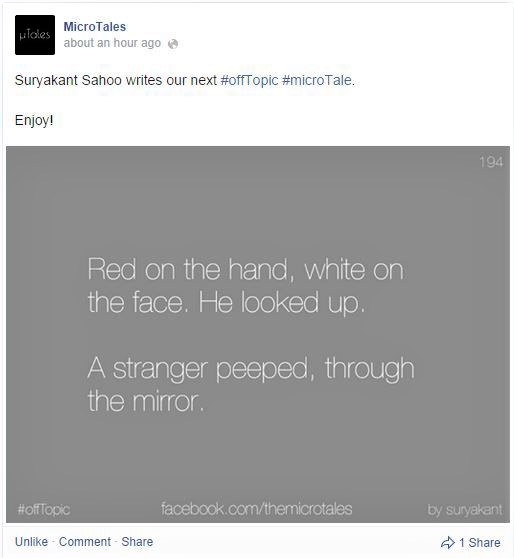 µTales
MicroTales
about an hour ago
Suryakant Sahoo writes our next #offTopic #microTale.
Enjoy!
194
Red on the hand, white on
the face. He looked up.
A stranger peeped, through
the mirror.
#offTopic facebook.com/themicrotales by suryakant
Unlike · Comment · Share 1 Share